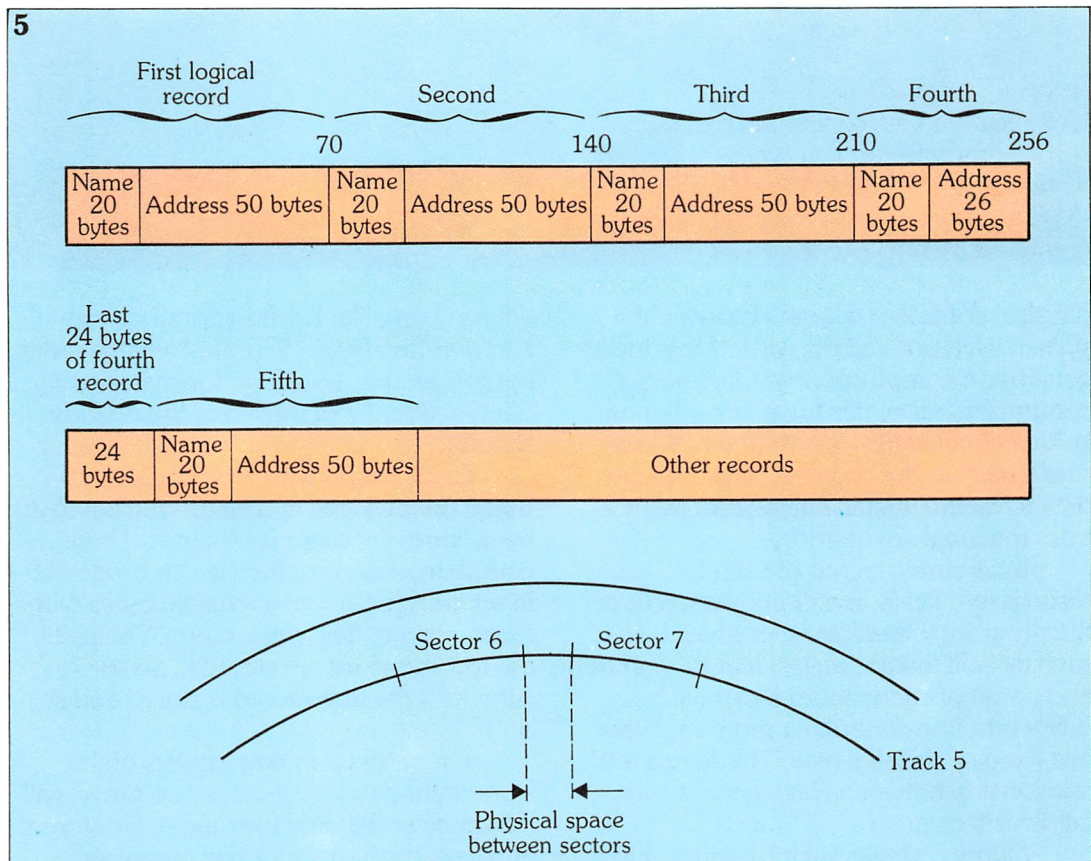 5
First logical
record
Second
Third
Fourth
70
140
210
256
Name
20
bytes
Address 50 bytes
Name
20
bytes
Address 50 bytes
Name
20
bytes
Address 50 bytes
Name
20
bytes
Address
26
bytes
Last
24 bytes
of fourth
record
Fifth
24
bytes
Name
20
bytes
Address 50 bytes
Other records
Sector 6
Sector 7
Track 5
Physical space
between sectors